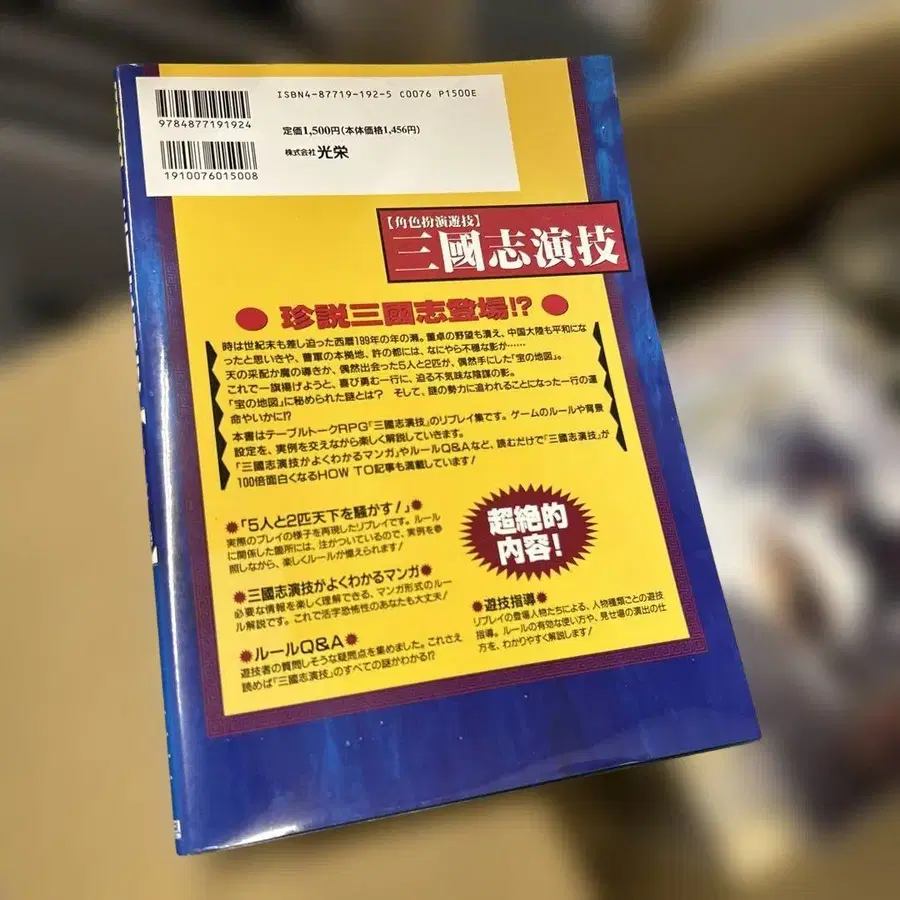 ISBN4-87719-192-5 C0076 P1500E
9784877191924
定価1,500円(本体価格1,456円)
株式会社 光栄
1910076015008
【角色扮演遊技】
三國志演技
● 珍説三國志登場!? ●
時は世紀末も差し迫った西暦199年の年の瀬。董卓の野望も潰え、中国大陸も平和にな
ったと思いきや、曹軍の本拠地、許の都には、なにやら不穏な影が……
天の采配か魔の導きか、偶然出会った5人と2匹が、偶然手にした「宝の地図」。
これで一旗揚げようと、喜び勇む一行に、迫る不気味な陰謀の影。
「宝の地図」に秘められた謎とは? そして、謎の勢力に追われることになった一行の運
命やいかに!?
本書はテーブルトークRPG「三國志演技」のリプレイ集です。ゲームのルールや背景
設定を、実例を交えながら楽しく解説していきます。
「三國志演技がよくわかるマンガ」やルールQ&Aなど、読むだけで「三國志演技」が
100倍面白くなるHOW TO記事も満載しています!
「5人と2匹天下を騒がす!」
実際のプレイの様子を再現したリプレイです。ルール
に関係した箇所には、注がついているので、実例を参
照しながら、楽しくルールが憶えられます!
三國志演技がよくわかるマンガ
必要な情報を楽しく理解できる、マンガ形式のルー
ル解説です。これで活字恐怖性のあなたも大丈夫!
ルールQ&A
遊技者の質問しそうな疑問点を集めました。これさえ
読めば「三國志演技」のすべての謎がわかる!?
超絶的
内容!
遊技指導
リプレイの登場人物たちによる、人物種類ごとの遊技
指導。ルールの有効な使い方や、見せ場の演出の仕
方を、わかりやすく解説します!